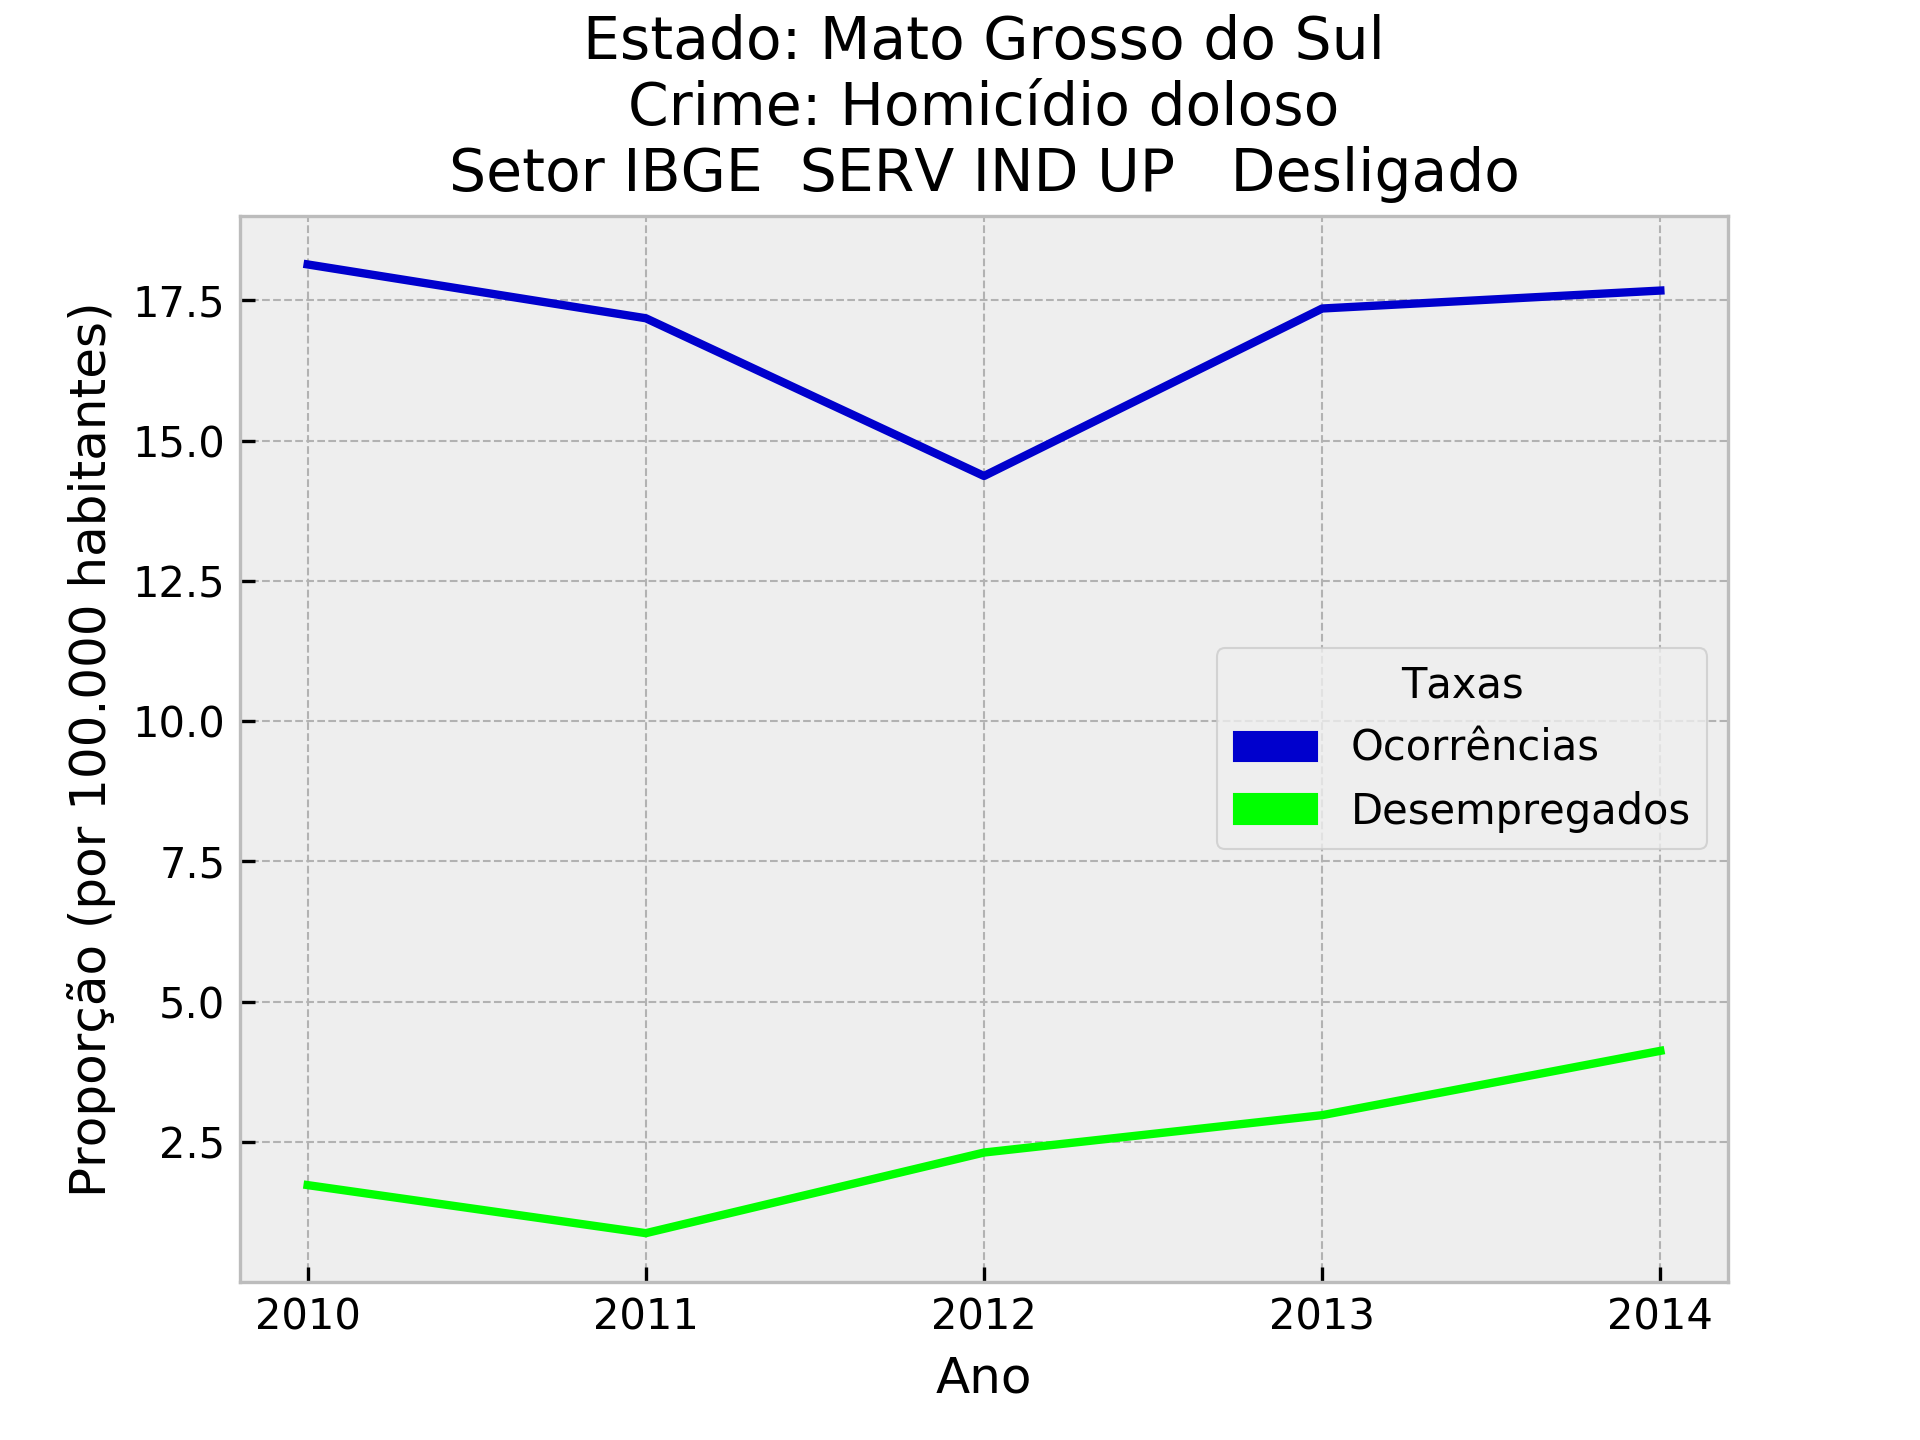 Estado: Mato Grosso do Sul
Crime: Homicídio doloso
Setor IBGE  SERV IND UP   Desligado
Proporção (por 100.000 habitantes)
17.5
15.0
12.5
10.0
7.5
5.0
2.5
Taxas
Ocorrências
Desempregados
2010 2011 2012 2013 2014
Ano